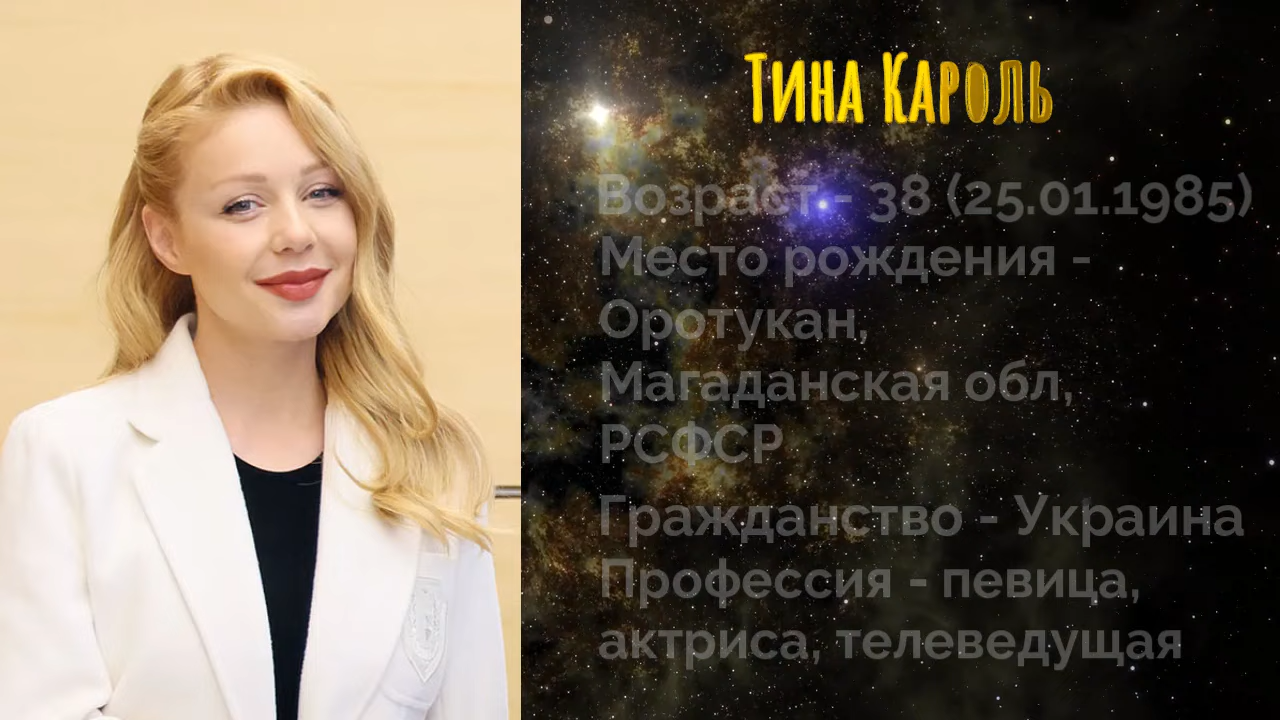 Тина Кароль
Возраст - 38 (25.01.1985)
Место рождения -
Оротукан,
Магаданская обл,
РСФСР
Гражданство - Украина
Профессия - певица,
актриса, телеведущая